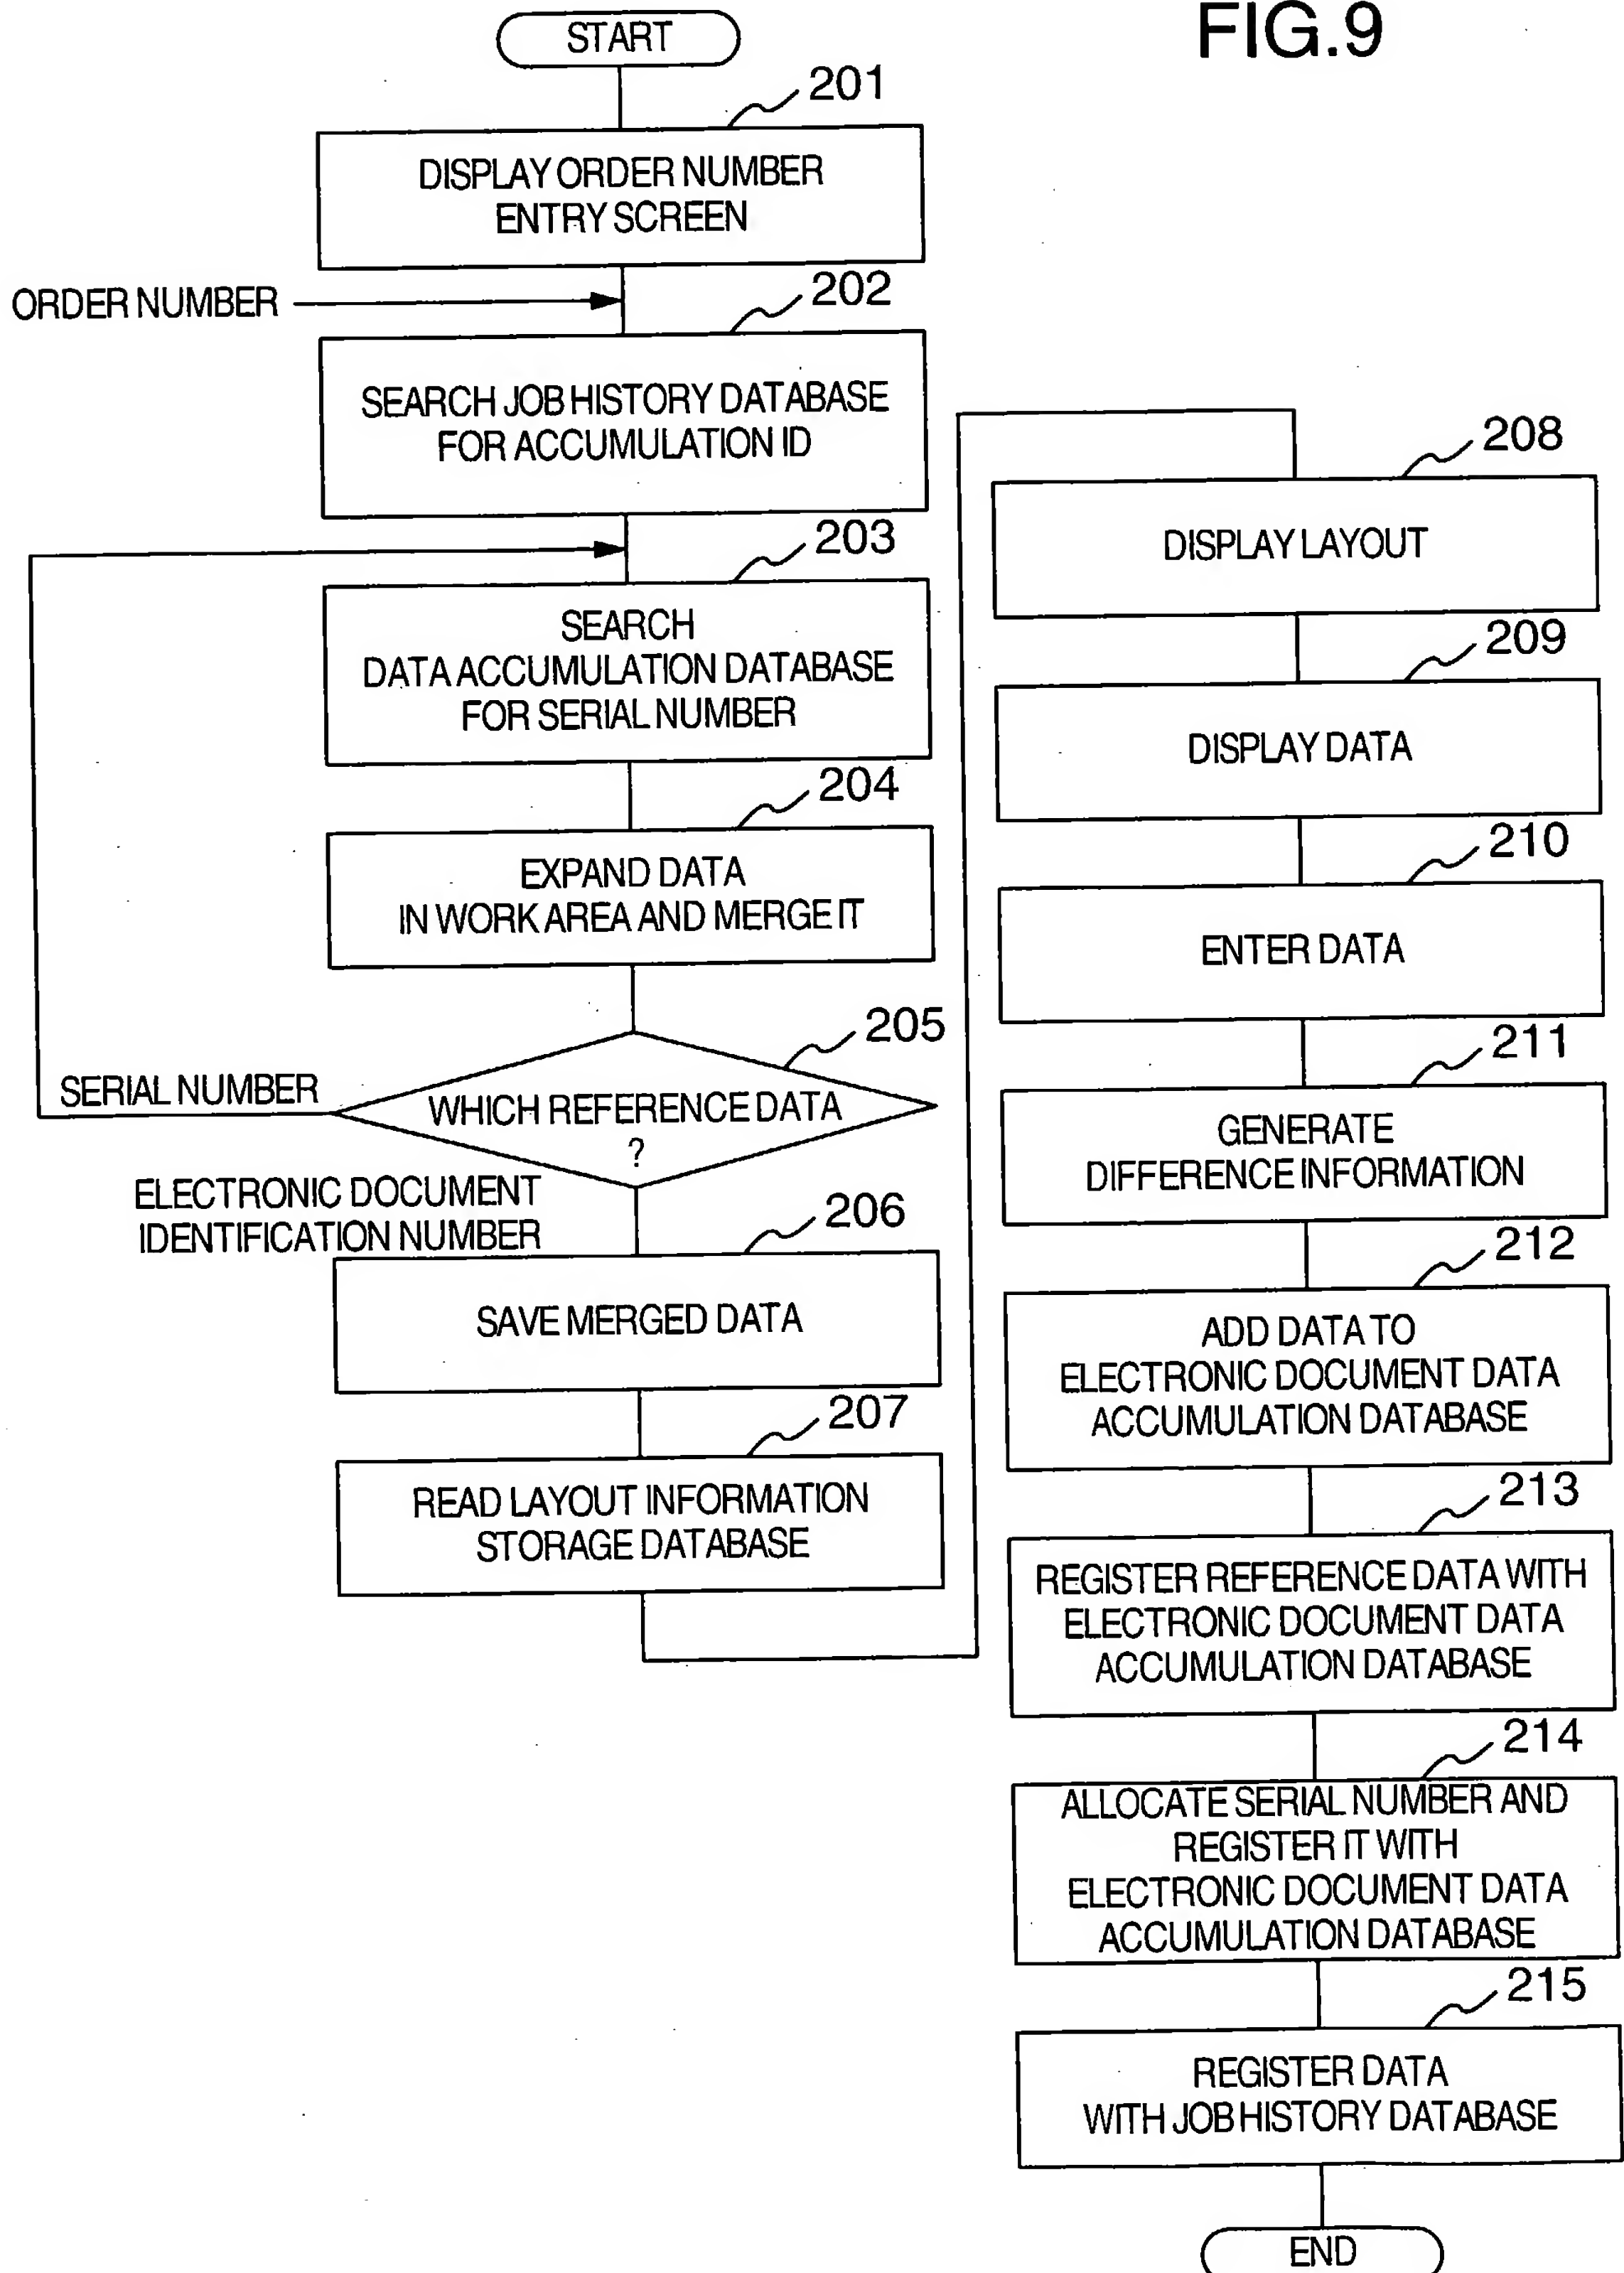 FIG.9
START
201
DISPLAY ORDER NUMBER
ENTRY SCREEN
ORDER NUMBER
202
SEARCH JOB HISTORY DATABASE
FOR ACCUMULATION ID
203
SEARCH
DATA ACCUMULATION DATABASE
FOR SERIAL NUMBER
204
EXPAND DATA
IN WORK AREA AND MERGE IT
205
SERIAL NUMBER
WHICH REFERENCE DATA
?
ELECTRONIC DOCUMENT
IDENTIFICATION NUMBER
206
SAVE MERGED DATA
207
READ LAYOUT INFORMATION
STORAGE DATABASE
208
DISPLAY LAYOUT
209
DISPLAY DATA
210
ENTER DATA
211
GENERATE
DIFFERENCE INFORMATION
212
ADD DATA TO
ELECTRONIC DOCUMENT DATA
ACCUMULATION DATABASE
213
REGISTER REFERENCE DATA WITH
ELECTRONIC DOCUMENT DATA
ACCUMULATION DATABASE
214
ALLOCATE SERIAL NUMBER AND
REGISTER IT WITH
ELECTRONIC DOCUMENT DATA
ACCUMULATION DATABASE
215
REGISTER DATA
WITH JOB HISTORY DATABASE
END